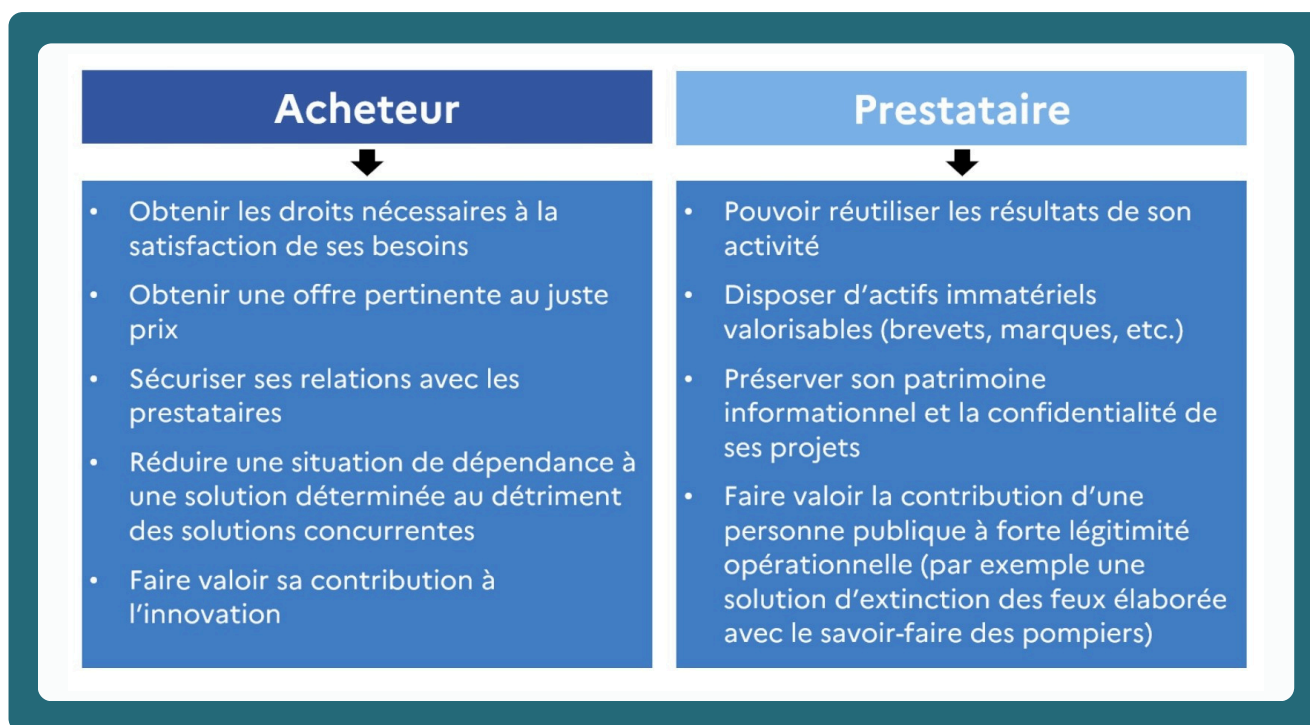 Acheteur
• Obtenir les droits nécessaires à la
satisfaction de ses besoins
• Obtenir une offre pertinente au juste
prix
• Sécuriser ses relations avec les
prestataires
• Réduire une situation de dépendance à
une solution déterminée au détriment
des solutions concurrentes
• Faire valoir sa contribution à
l’innovation
Prestataire
• Pouvoir réutiliser les résultats de son
activité
• Disposer d’actifs immatériels
valorisables (brevets, marques, etc.)
• Préserver son patrimoine
informationnel et la confidentialité de
ses projets
• Faire valoir la contribution d’une
personne publique à forte légitimité
opérationnelle (par exemple une
solution d’extinction des feux élaborée
avec le savoir-faire des pompiers)